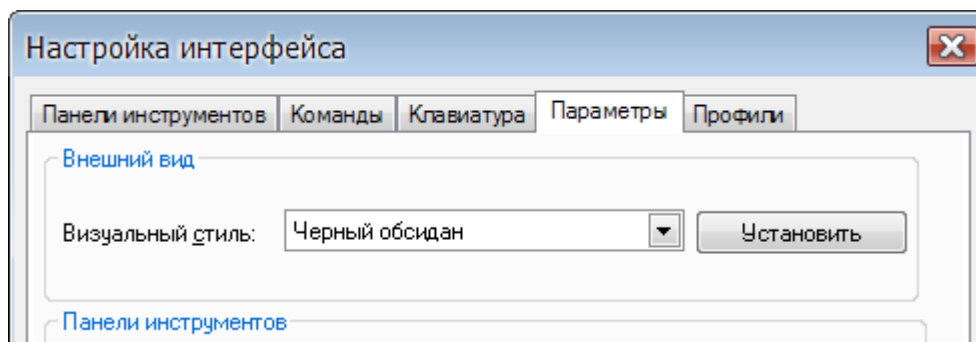 Настройка интерфейса
Панели инструментов Команды Клавиатура Параметры Профили
Внешний вид
Визуальный стиль: Черный обсидан Установить
Панели инструментов